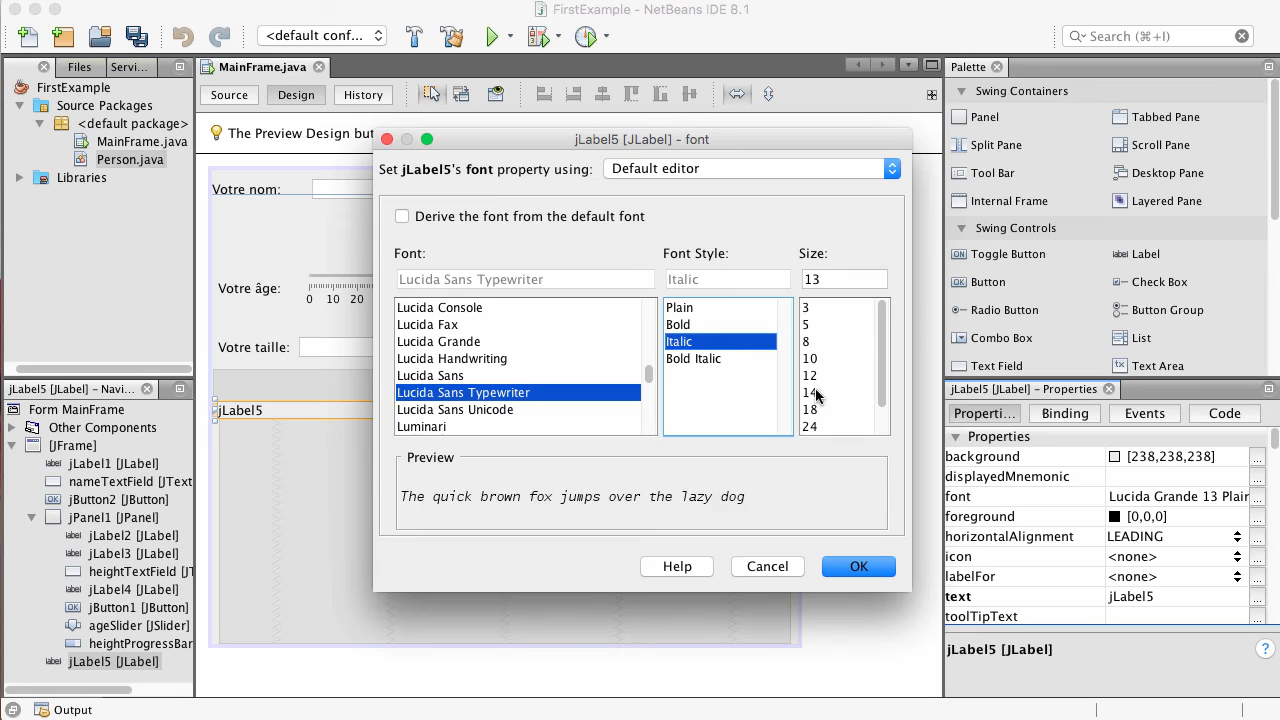 FirstExample - NetBeans IDE 8.1
<default conf...
Search (⌘+I)
Files
Servi...
MainFrame.java
Palette
FirstExample
Source Packages
<default package>
MainFrame.java
Person.java
Libraries
Source
Design
History
The Preview Design but
Votre nom:
Votre âge:
0 10 20
Votre taille:
jLabel5
jLabel5 [JLabel] - font
Set jLabel5's font property using:
Default editor
Derive the font from the default font
Font:
Font Style:
Size:
Lucida Sans Typewriter
Italic
13
Lucida Console
Lucida Fax
Lucida Grande
Lucida Handwriting
Lucida Sans
Lucida Sans Typewriter
Lucida Sans Unicode
Luminari
Plain
Bold
Italic
Bold Italic
3
5
8
10
12
14
18
24
Preview
The quick brown fox jumps over the lazy dog
Help
Cancel
OK
Swing Containers
Panel
Tabbed Pane
Split Pane
Scroll Pane
Tool Bar
Desktop Pane
Internal Frame
Layered Pane
Swing Controls
Toggle Button
Label
Button
Check Box
Radio Button
Button Group
Combo Box
List
Text Field
Text Area
jLabel5 [JLabel] - Navi...
Form MainFrame
Other Components
[JFrame]
jLabel1 [JLabel]
nameTextField [JText
jButton2 [JButton]
jPanel1 [JPanel]
jLabel2 [JLabel]
jLabel3 [JLabel]
heightTextField [JT
jLabel4 [JLabel]
jButton1 [JButton]
ageSlider [JSlider]
heightProgressBar
jLabel5 [JLabel]
jLabel5 [JLabel] - Properties
Properti...
Binding
Events
Code
Properties
background [238,238,238] ...
displayedMnemonic ...
font Lucida Grande 13 Plain ...
foreground [0,0,0] ...
horizontalAlignment LEADING ...
icon <none> ...
labelFor <none> ...
text jLabel5 ...
toolTipText ...
jLabel5 [JLabel]
?
Output